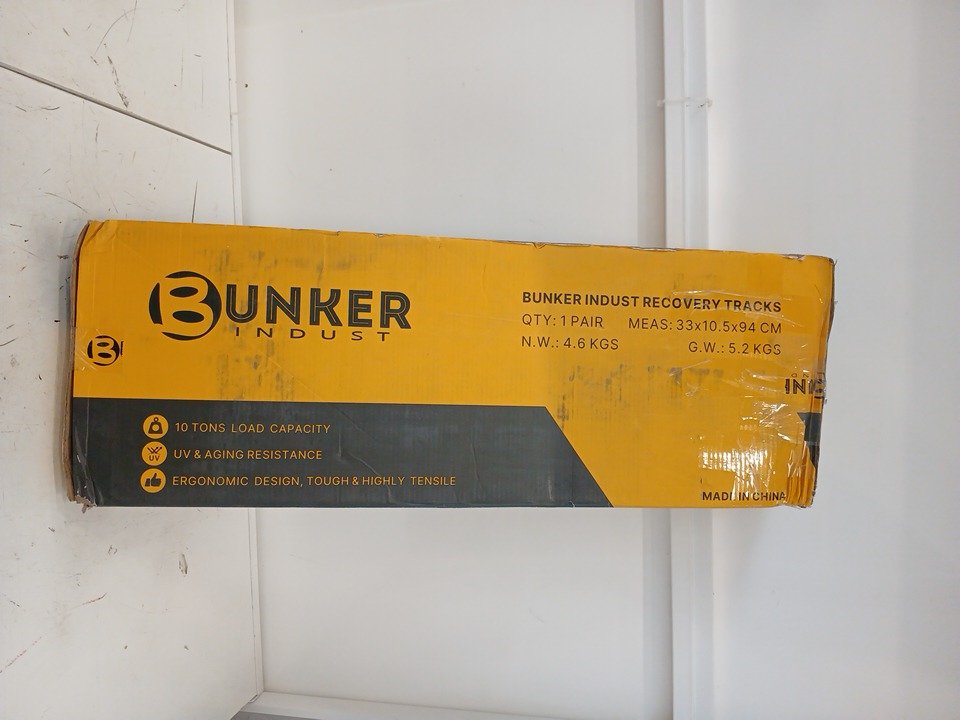 BUNKER
INDUST
B
BUNKER INDUST RECOVERY TRACKS
QTY: 1 PAIR MEAS: 33x10.5x94 CM
N.W.: 4.6 KGS G.W.: 5.2 KGS
10 TONS LOAD CAPACITY
UV
UV & AGING RESISTANCE
ERGONOMIC DESIGN, TOUGH & HIGHLY TENSILE
MADE IN CHINA